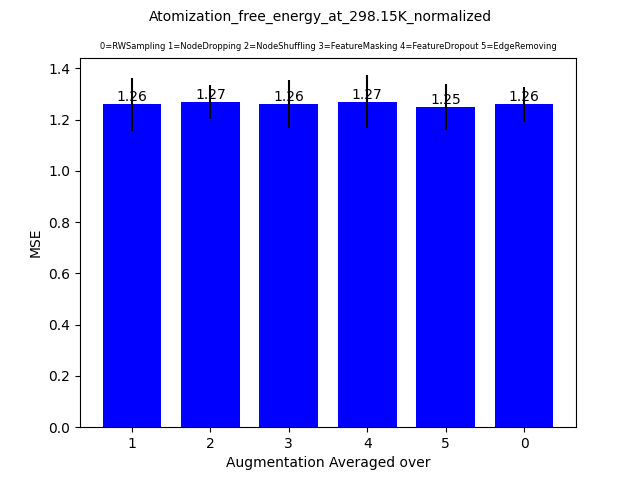 Atomization_free_energy_at_298.15K_normalized
0=RWSampling 1=NodeDropping 2=NodeShuffling 3=FeatureMasking 4=FeatureDropout 5=EdgeRemoving
1.4
1.26 1.27 1.26 1.27 1.25 1.26
1.2
1.0
0.8
MSE
0.6
0.4
0.2
0.0
1 2 3 4 5 0
Augmentation Averaged over